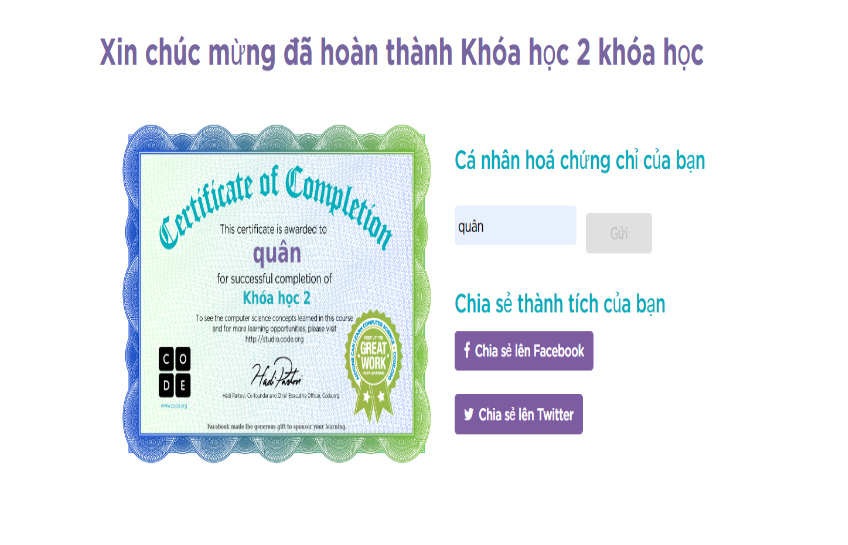 Xin chúc mừng đã hoàn thành Khóa học 2 khóa học
Certificate of Completion
This certificate is awarded to
quân
for successful completion of
Khóa học 2
To see the computer science concepts learned in this course
and for more learning opportunities, please visit
http://studio.code.org
C O
D E
www.code.org
Hadi Partovi
Hadi Partovi, Co-founder and Chief Executive Officer, Code.org
GREAT
WORK
Facebook made the generous gift to sponsor your learning.
Cá nhân hoá chứng chỉ của bạn
quân
Gửi
Chia sẻ thành tích của bạn
f Chia sẻ lên Facebook
Chia sẻ lên Twitter